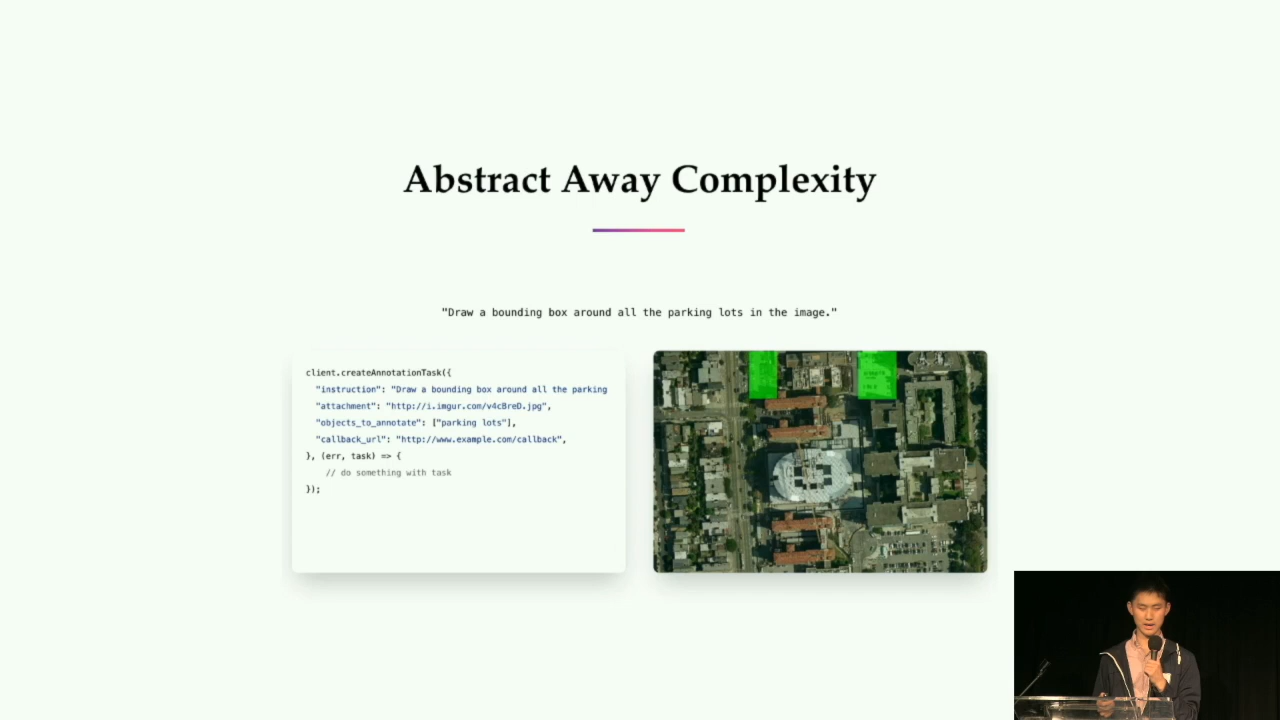 Abstract Away Complexity
"Draw a bounding box around all the parking lots in the image."
client.createAnnotationTask({
"instruction": "Draw a bounding box around all the parking
"attachment": "http://i.imgur.com/v4cBreD.jpg",
"objects_to_annotate": ["parking lots"],
"callback_url": "http://www.example.com/callback",
}, (err, task) => {
// do something with task
});